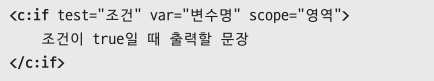 <c:if test="조건" var="변수명" scope="영역">
    조건이 true일 때 출력할 문장
</c:if>